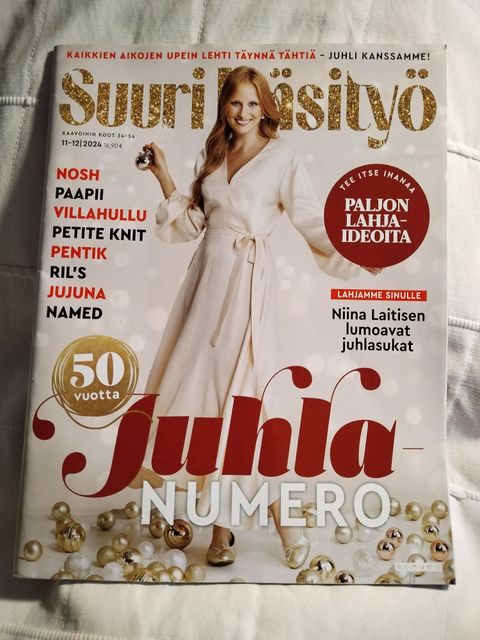 KAIKKIEN AIKOJEN UPEIN LEHTI TÄYNNÄ TÄHTIÄ – JUHLI KANSSAMME!
Suuri Käsityö
KAAVOIHIN KOOT 34-54
11-12|2024 16,90 €
NOSH
PAAPII
VILLAHULLU
PETITE KNIT
PENTIK
RIL'S
JUJUNA
NAMED
TEE ITSE IHANAA
PALJON
LAHJA-
IDEOITA
LAHJAMME SINULLE
Niina Laitisen
lumoavat
juhlasukat
50
vuotta
Juhla-
NUMERO
sanoma